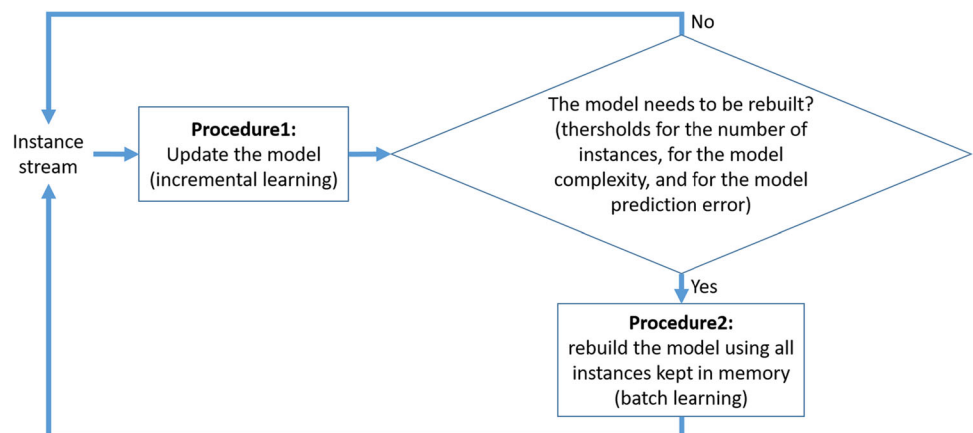 No
The model needs to be rebuilt?
(thersholds for the number of
instances, for the model
complexity, and for the model
prediction error)
Instance
stream
Procedure1:
Update the model
(incremental learning)
Yes
Procedure2:
rebuild the model using all
instances kept in memory
(batch learning)